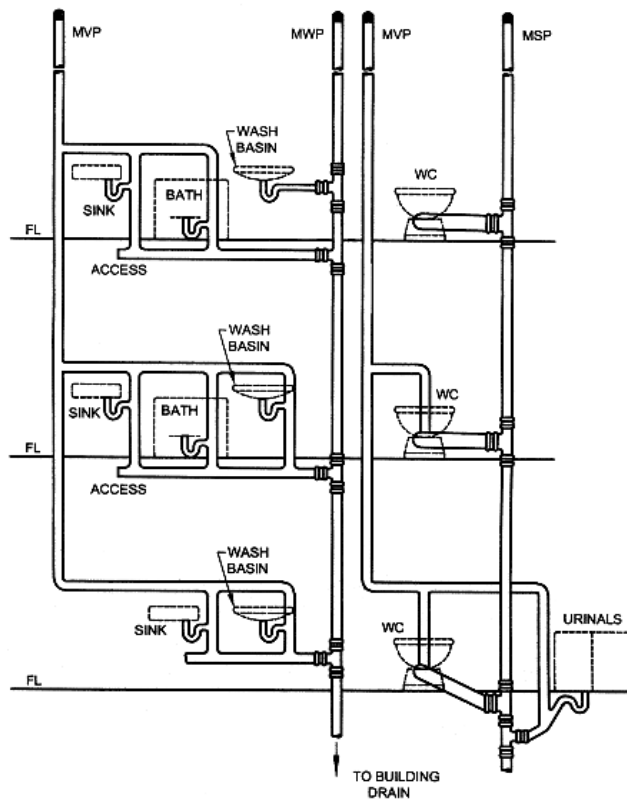 MVP
MWP
MVP
MSP
WASH
BASIN
WC
SINK
BATH
FL
ACCESS
WASH
BASIN
WC
SINK
BATH
FL
ACCESS
WASH
BASIN
URINALS
WC
SINK
FL
TO BUILDING
DRAIN